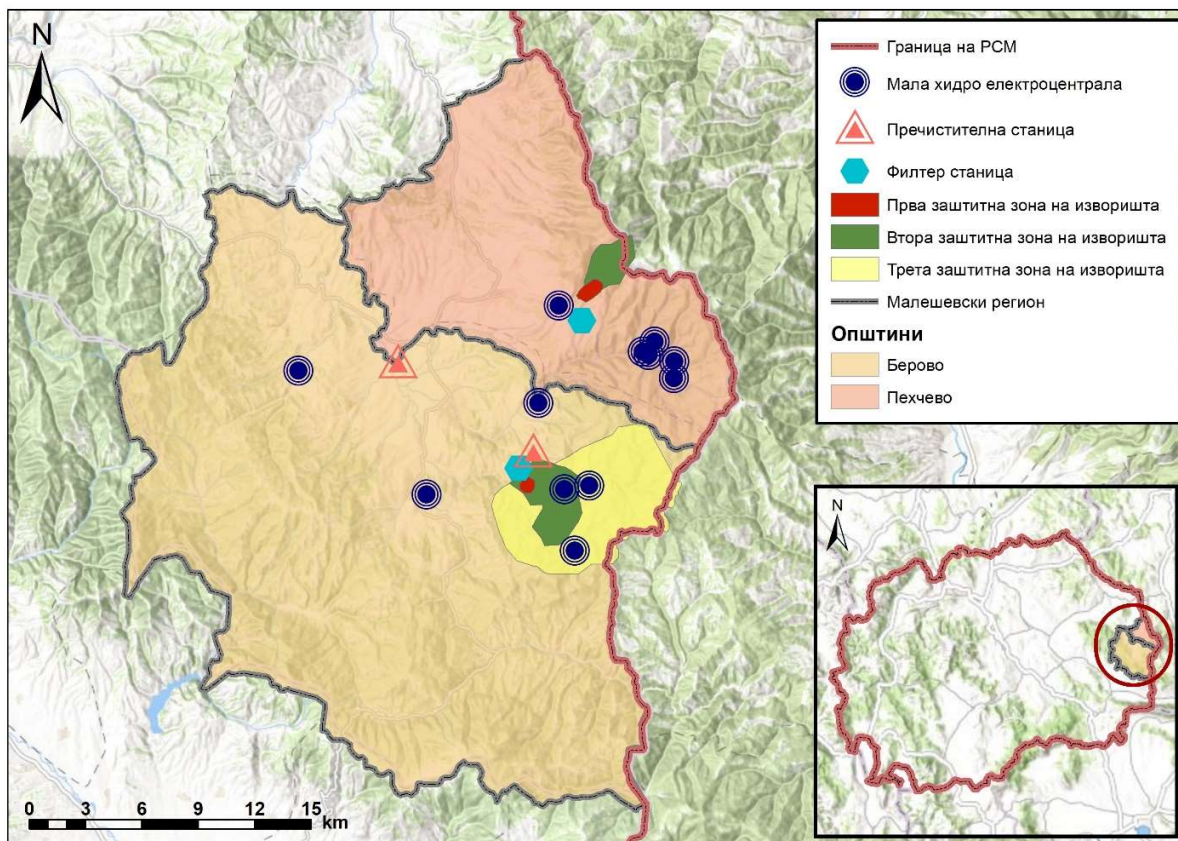 N
Граница на РСМ
Мала хидро електроцентрала
Пречистителна станица
Филтер станица
Прва заштитна зона на изворишта
Втора заштитна зона на изворишта
Трета заштитна зона на изворишта
Малешевски регион
Општини
Берово
Пехчево
N
0 3 6 9 12 15
km